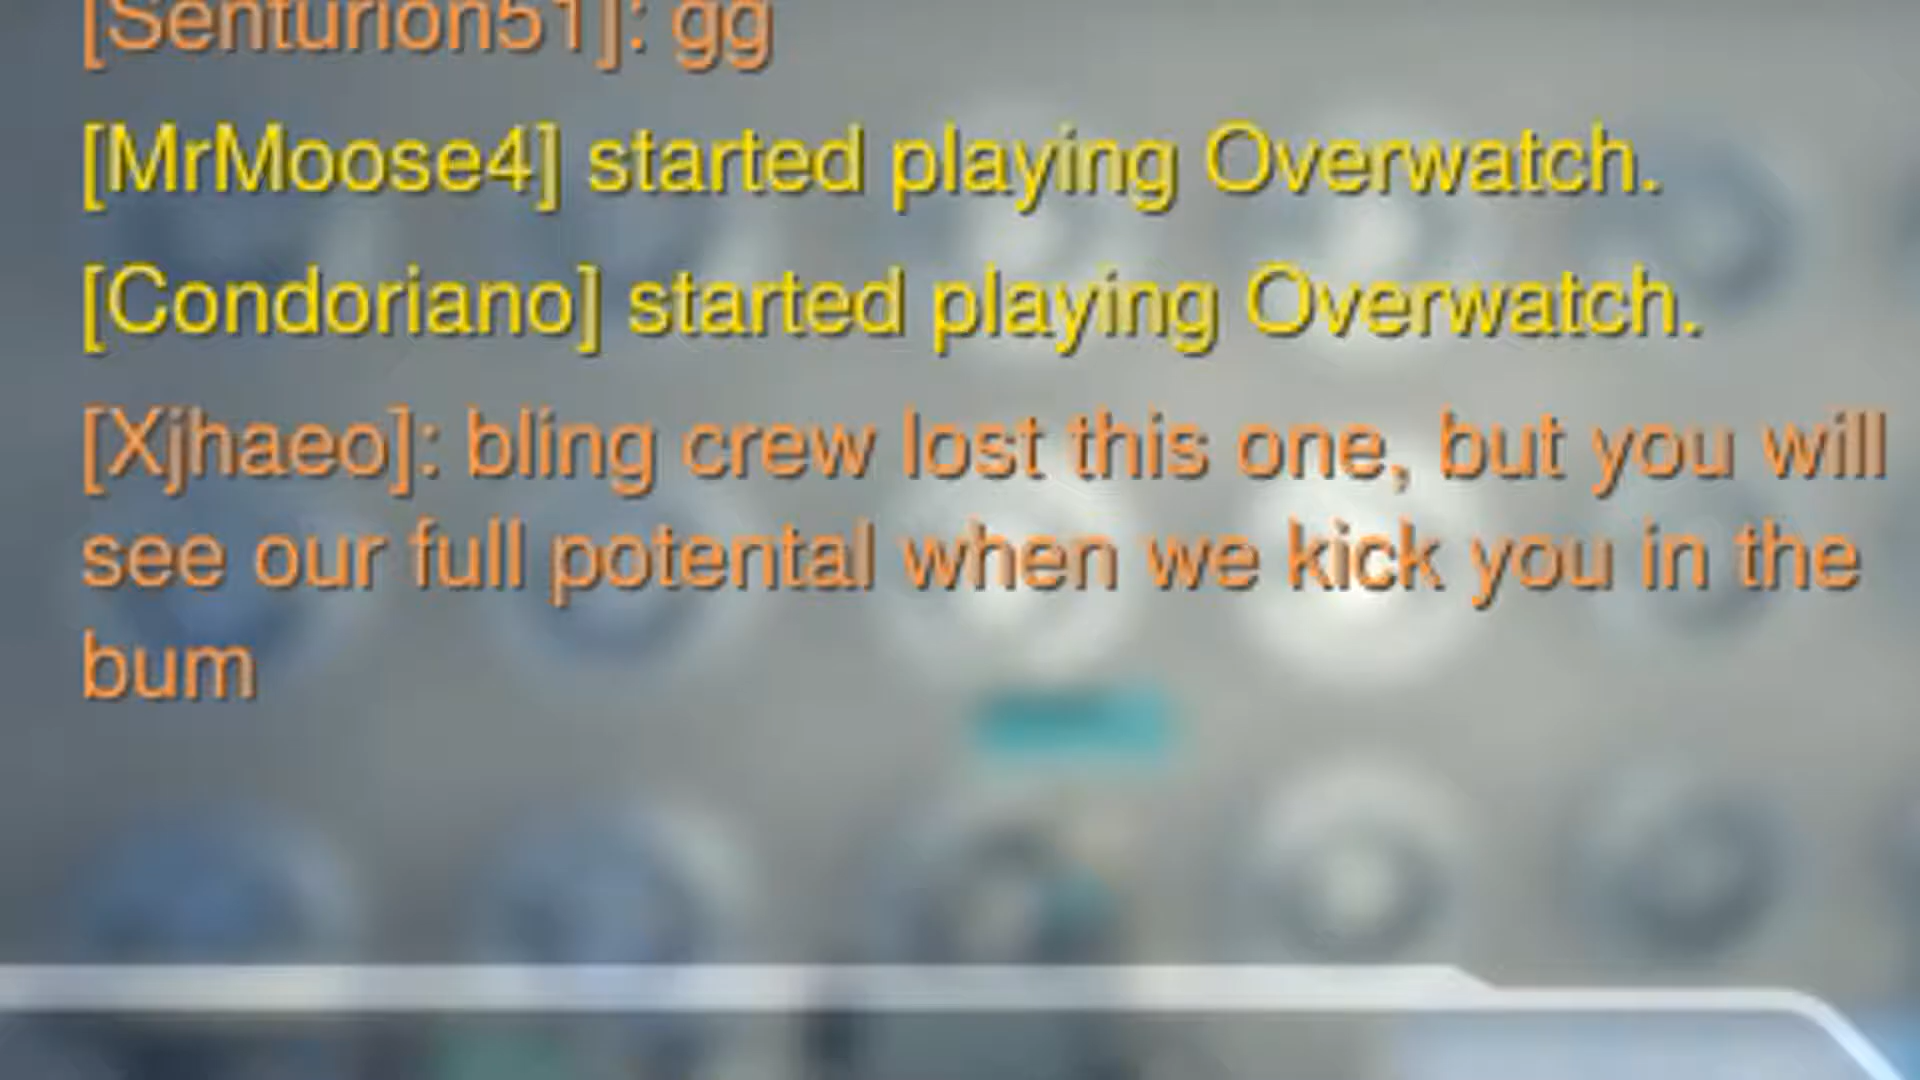 [Senturion51]: gg
[MrMoose4] started playing Overwatch.
[Condoriano] started playing Overwatch.
[Xjhaeo]: bling crew lost this one, but you will
see our full potental when we kick you in the
bum